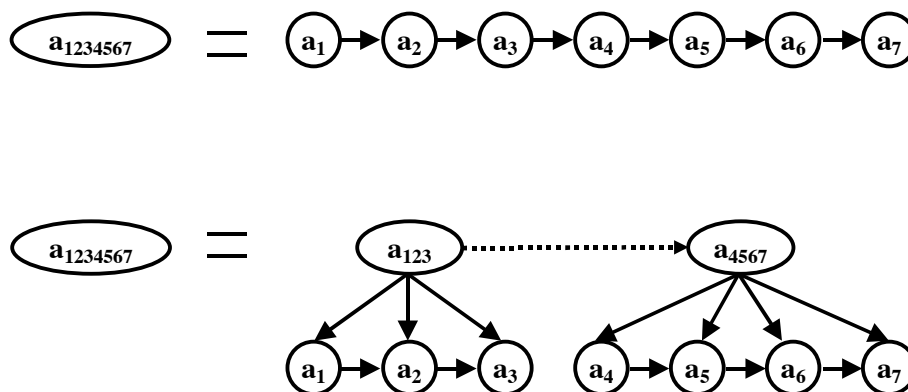 a₁₂₃₄₅₆₇ = a₁ a₂ a₃ a₄ a₅ a₆ a₇
a₁₂₃₄₅₆₇ = a₁₂₃ a₄₅₆₇
a₁ a₂ a₃ a₄ a₅ a₆ a₇